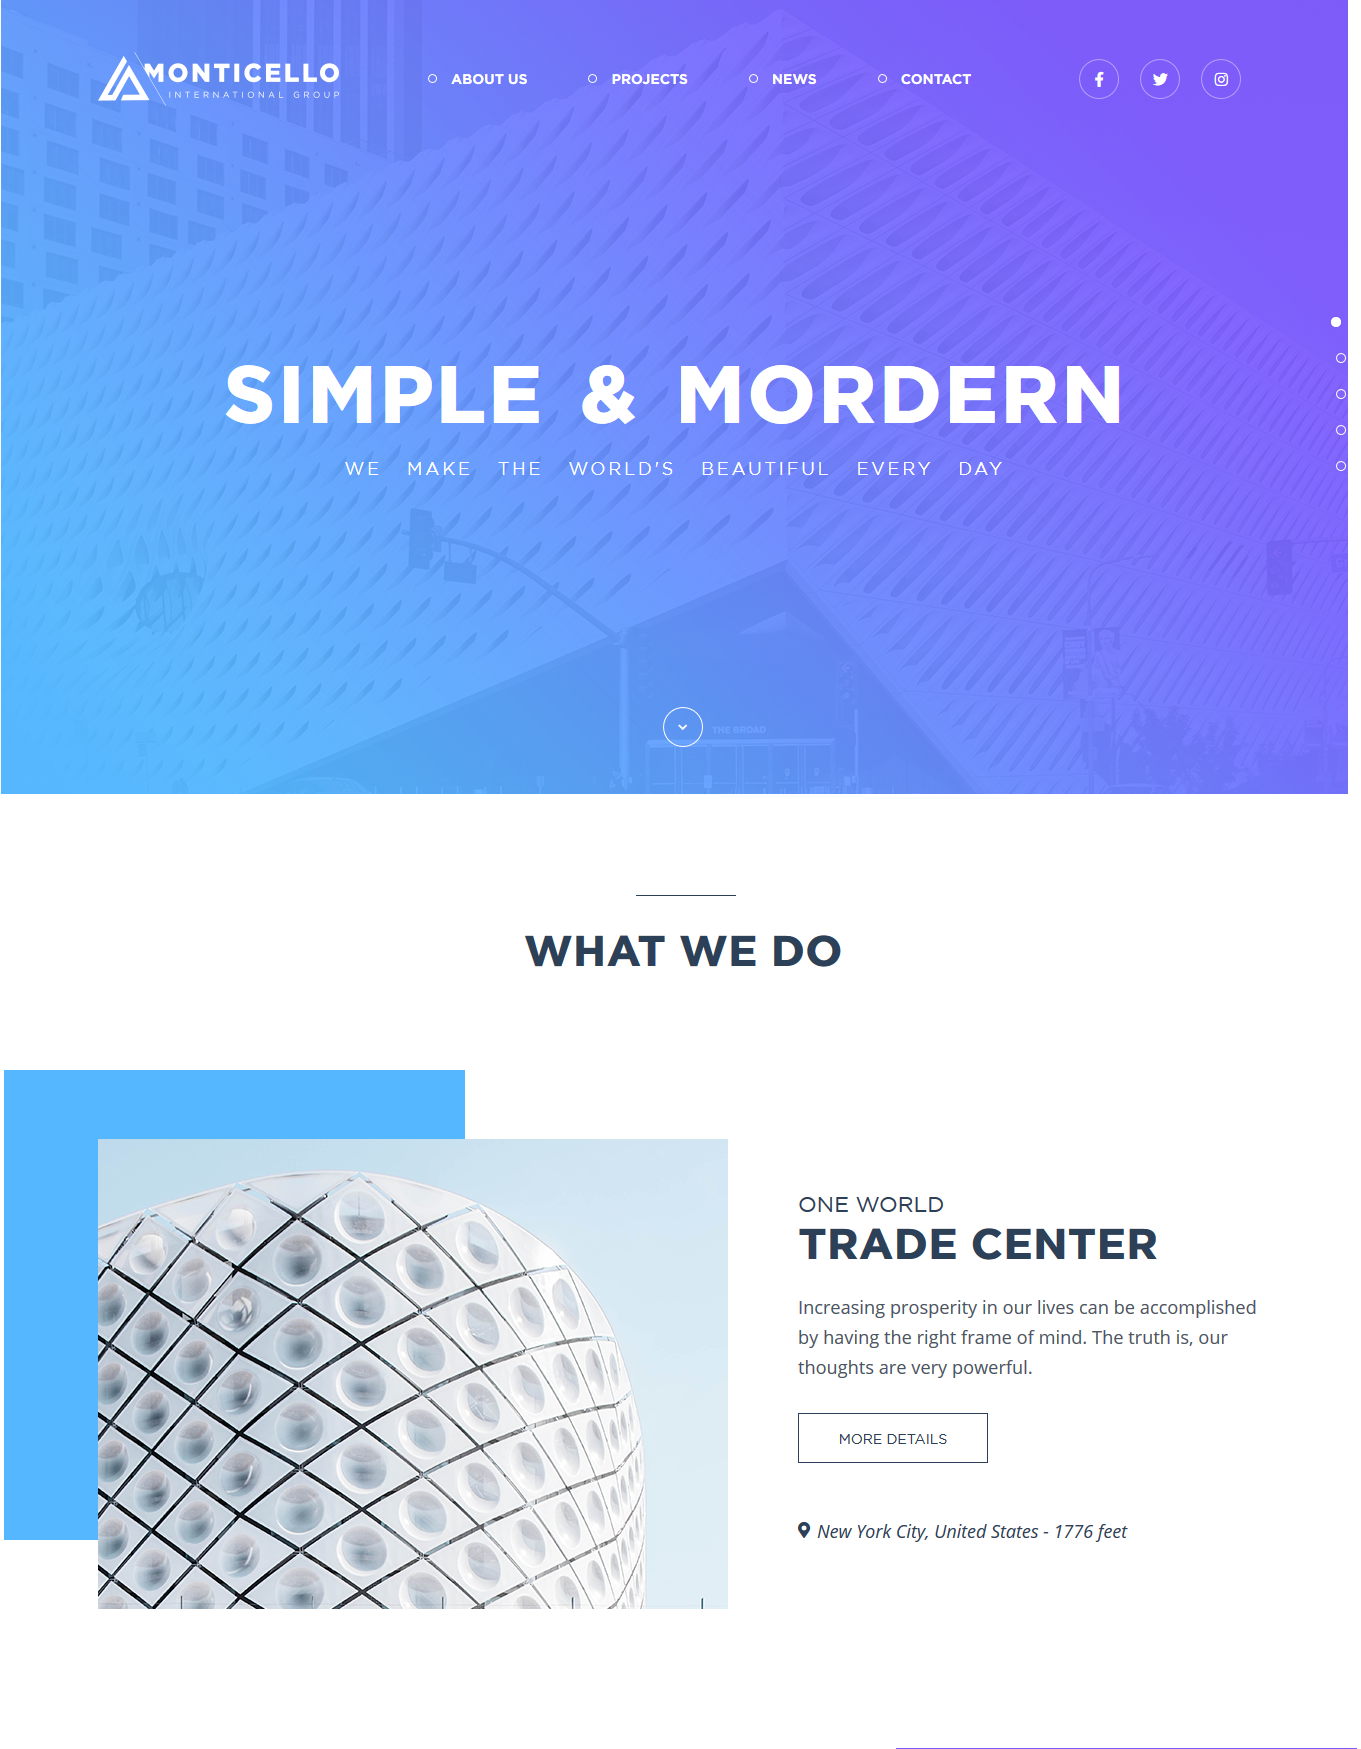 MONTICELLO
INTERNATIONAL GROUP
ABOUT US
PROJECTS
NEWS
CONTACT
SIMPLE & MORDERN
WE MAKE THE WORLD'S BEAUTIFUL EVERY DAY
THE BROAD
WHAT WE DO
ONE WORLD
TRADE CENTER
Increasing prosperity in our lives can be accomplished
by having the right frame of mind. The truth is, our
thoughts are very powerful.
MORE DETAILS
New York City, United States - 1776 feet